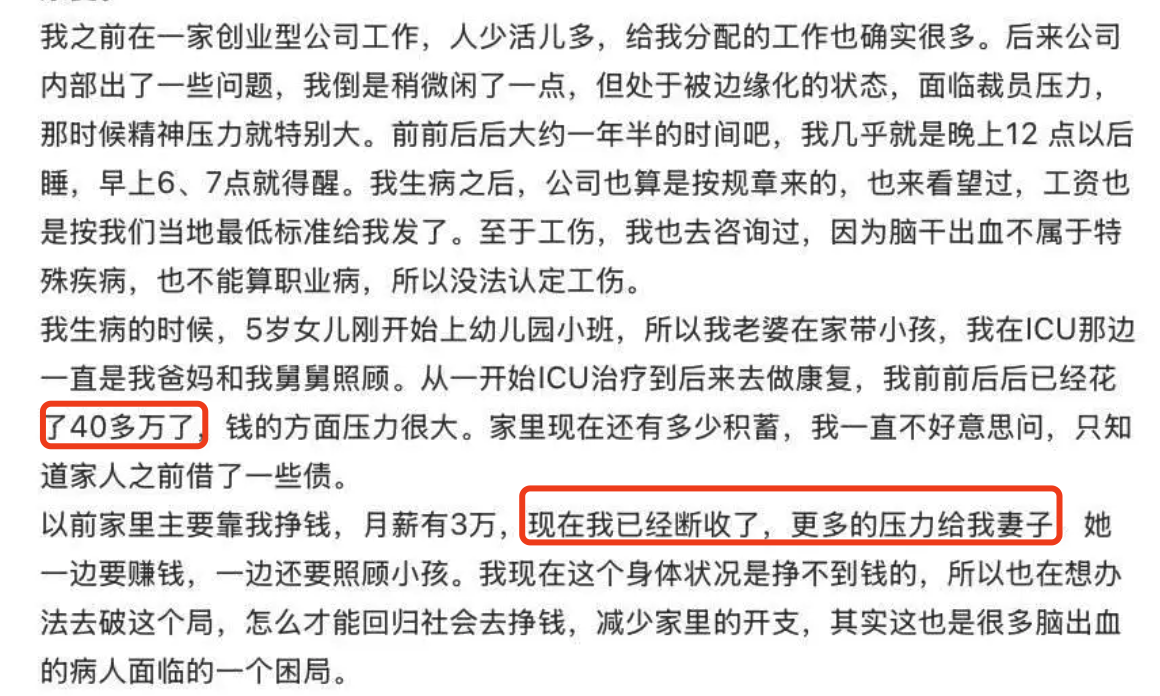 我之前在一家创业型公司工作，人少活儿多，给我分配的工作也确实很多。后来公司
内部出了一些问题，我倒是稍微闲了一点，但处于被边缘化的状态，面临裁员压力，
那时候精神压力就特别大。前前后后大约一年半的时间吧，我几乎就是晚上12 点以后
睡，早上6、7点就得醒。我生病之后，公司也算是按规章来的，也来看望过，工资也
是按我们当地最低标准给我发了。至于工伤，我也去咨询过，因为脑干出血不属于特
殊疾病，也不能算职业病，所以没法认定工伤。
我生病的时候，5岁女儿刚开始上幼儿园小班，所以我老婆在家带小孩，我在ICU那边
一直是我爸妈和我舅舅照顾。从一开始ICU治疗到后来去做康复，我前前后后已经花
了40多万了，钱的方面压力很大。家里现在还有多少积蓄，我一直不好意思问，只知
道家人之前借了一些债。
以前家里主要靠我挣钱，月薪有3万，现在我已经断收了，更多的压力给我妻子 她
一边要赚钱，一边还要照顾小孩。我现在这个身体状况是挣不到钱的，所以也在想办
法去破这个局，怎么才能回归社会去挣钱，减少家里的开支，其实这也是很多脑出血
的病人面临的一个困局。